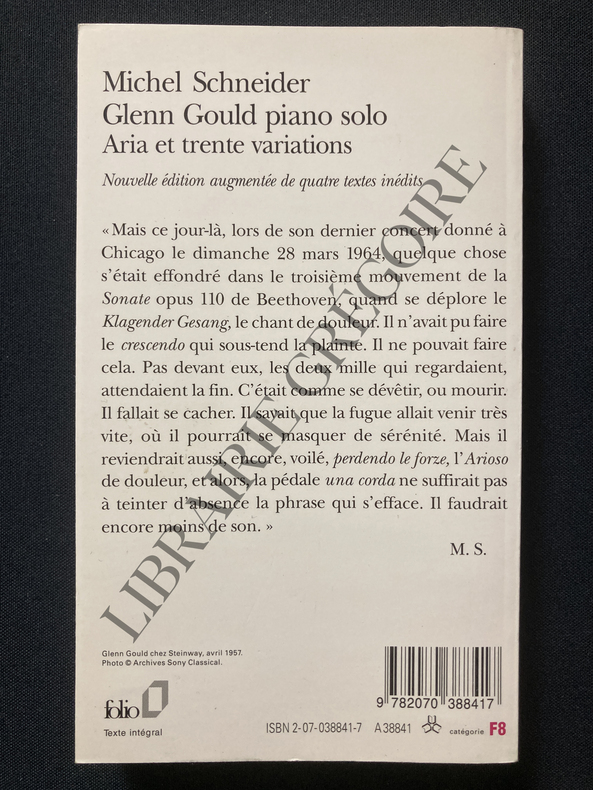 Michel Schneider
Glenn Gould piano solo
Aria et trente variations
Nouvelle édition augmentée de quatre textes inédits
« Mais ce jour-là, lors de son dernier concert donné à
Chicago le dimanche 28 mars 1964, quelque chose
s'était effondré dans le troisième mouvement de la
Sonate opus 110 de Beethoven, quand se déplore le
Klagender Gesang, le chant de douleur. Il n'avait pu faire
le crescendo qui sous-tend la plainte. Il ne pouvait faire
cela. Pas devant eux, les deux mille qui regardaient,
attendaient la fin. C'était comme se dévêtir, ou mourir.
Il fallait se cacher. Il savait que la fugue allait venir très
vite, où il pourrait se masquer de sérénité. Mais il
reviendrait aussi, encore, voilé, perdendo le forze, l'Arioso
de douleur, et alors, la pédale una corda ne suffirait pas
à teinter d'absence la phrase qui s'efface. Il faudrait
encore moins de son. »
M. S.
LIBRAIRIE GRÉGOIRE
Glenn Gould chez Steinway, avril 1957.
Photo © Archives Sony Classical.
folio
Texte intégral
9 782070 388417
ISBN 2-07-038841-7 A 38841 catégorie F8